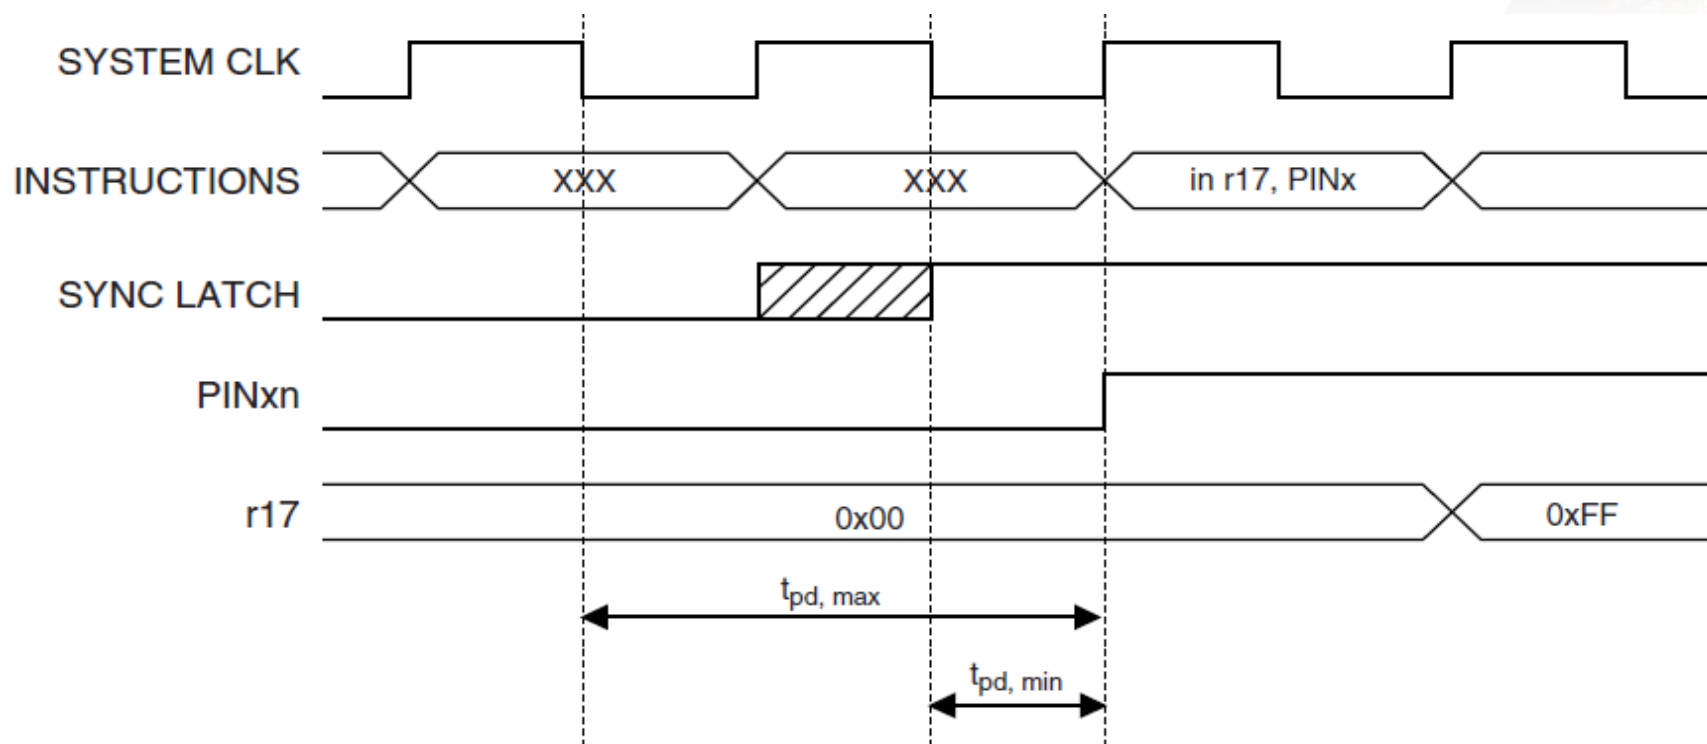 SYSTEM CLK
INSTRUCTIONS
XXX
XXX
in r17, PINx
SYNC LATCH
PINxn
r17
0x00
0xFF
tpd, max
tpd, min